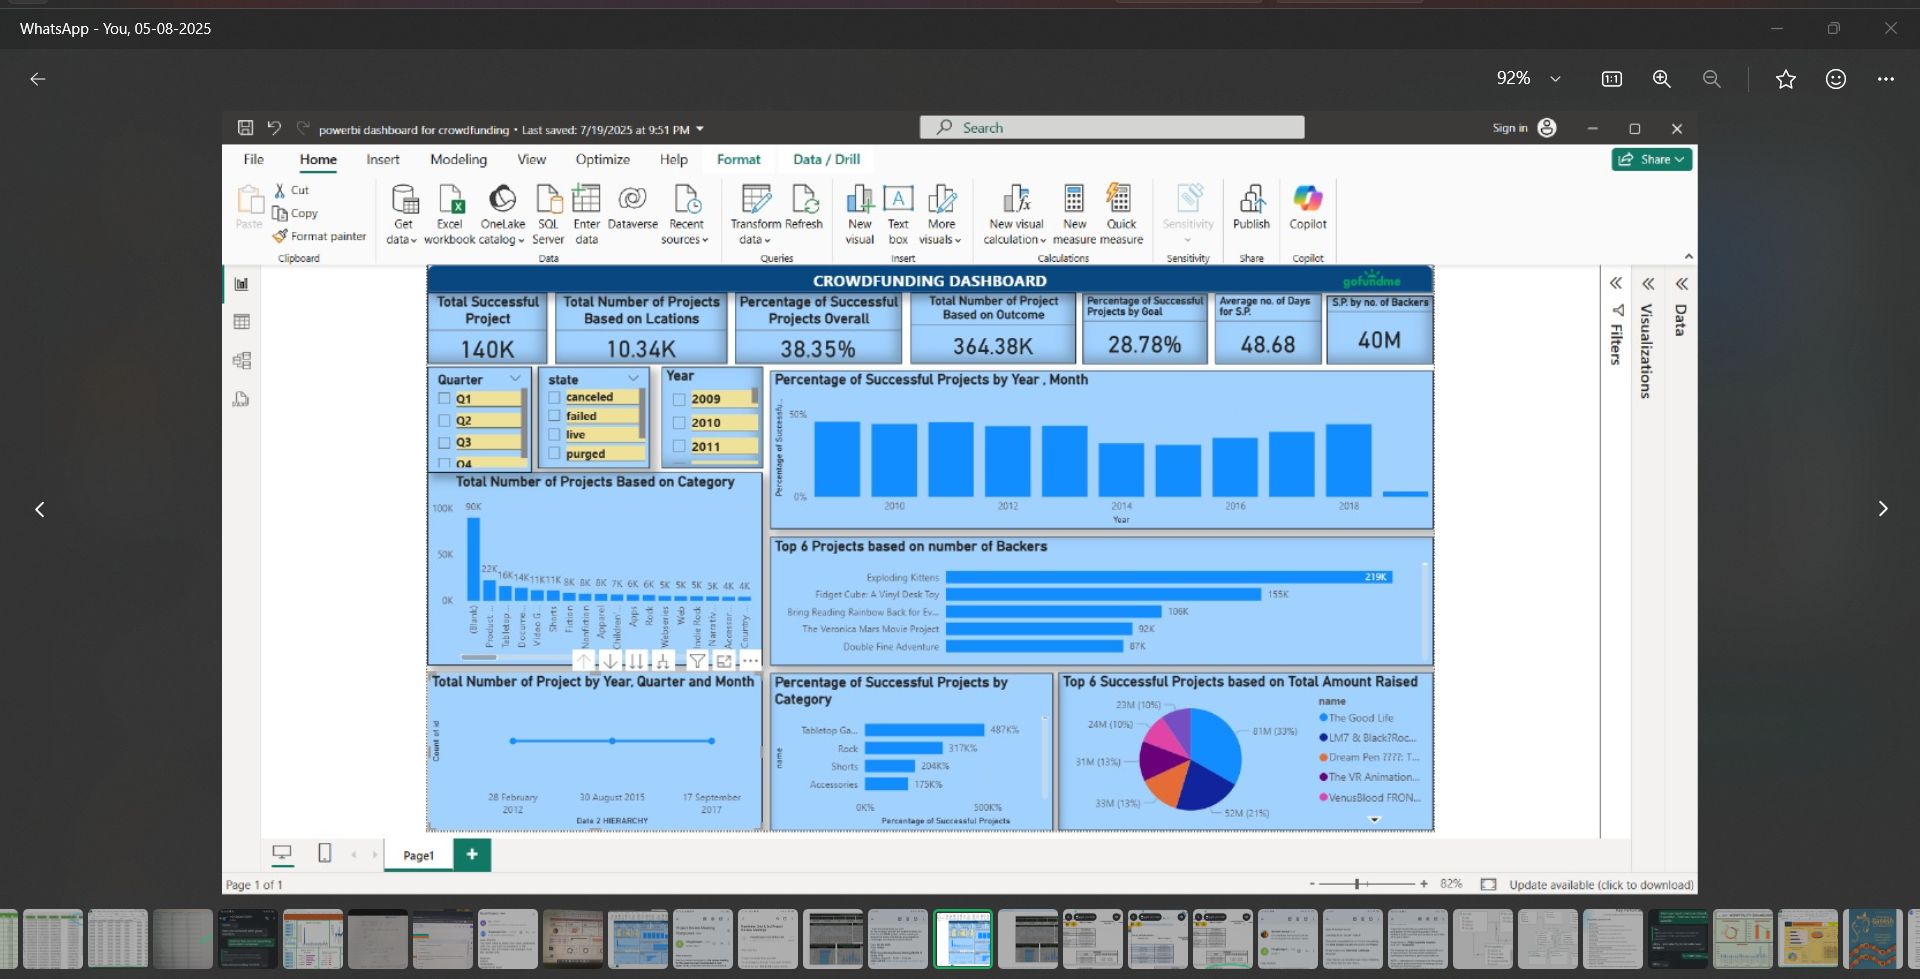 WhatsApp - You, 05-08-2025
92%
powerbi dashboard for crowdfunding • Last saved: 7/19/2025 at 9:51 PM
Search
Sign in
File Home Insert Modeling View Optimize Help Format Data / Drill
Share
Paste
Cut
Copy
Format painter
Clipboard
Get data
Excel workbook
OneLake catalog
SQL Server
Enter data
Dataverse
Recent sources
Data
Transform data
Refresh
Queries
New visual
Text box
More visuals
Insert
New visual calculation
New measure
Quick measure
Calculations
Sensitivity
Sensitivity
Publish
Share
Copilot
Copilot
CROWDFUNDING DASHBOARD
gofundme
Total Successful Project
140K
Total Number of Projects Based on Lcations
10.34K
Percentage of Successful Projects Overall
38.35%
Total Number of Project Based on Outcome
364.38K
Percentage of Successful Projects by Goal
28.78%
Average no. of Days for S.P.
48.68
S.P. by no. of Backers
40M
Filters
Visualizations
Data
Quarter
Q1
Q2
Q3
Q4
state
canceled
failed
live
purged
Year
2009
2010
2011
Percentage of Successful Projects by Year , Month
Percentage of Successfu...
50%
0%
2010 2012 2014 2016 2018
Year
Total Number of Projects Based on Category
100K
50K
0K
90K 22K 16K 14K 11K 11K 8K 8K 8K 7K 6K 6K 5K 5K 5K 5K 4K 4K
(Blank)
Product ...
Tabletop...
Docume...
Video G...
Shorts
Fiction
Nonfiction
Apparel
Children'...
Apps
Rock
Webseries
Web
Indie Rock
Narrativ...
Accessor...
Country ...
Top 6 Projects based on number of Backers
Exploding Kittens 219K
Fidget Cube: A Vinyl Desk Toy 155K
Bring Reading Rainbow Back for Ev... 106K
The Veronica Mars Movie Project 92K
Double Fine Adventure 87K
Total Number of Project by Year, Quarter and Month
Count of id
28 February 2012
30 August 2015
17 September 2017
Date 2 HIERARCHY
Percentage of Successful Projects by Category
name
Tabletop Ga... 487K%
Rock 317K%
Shorts 204K%
Accessories 175K%
0K% 500K%
Percentage of Successful Projects
Top 6 Successful Projects based on Total Amount Raised
23M (10%)
24M (10%)
31M (13%)
33M (13%)
81M (33%)
52M (21%)
name
The Good Life
LM7 & Black?Roc...
Dream Pen ????: T...
The VR Animation...
VenusBlood FRON...
Page1
Page 1 of 1
82%
Update available (click to download)